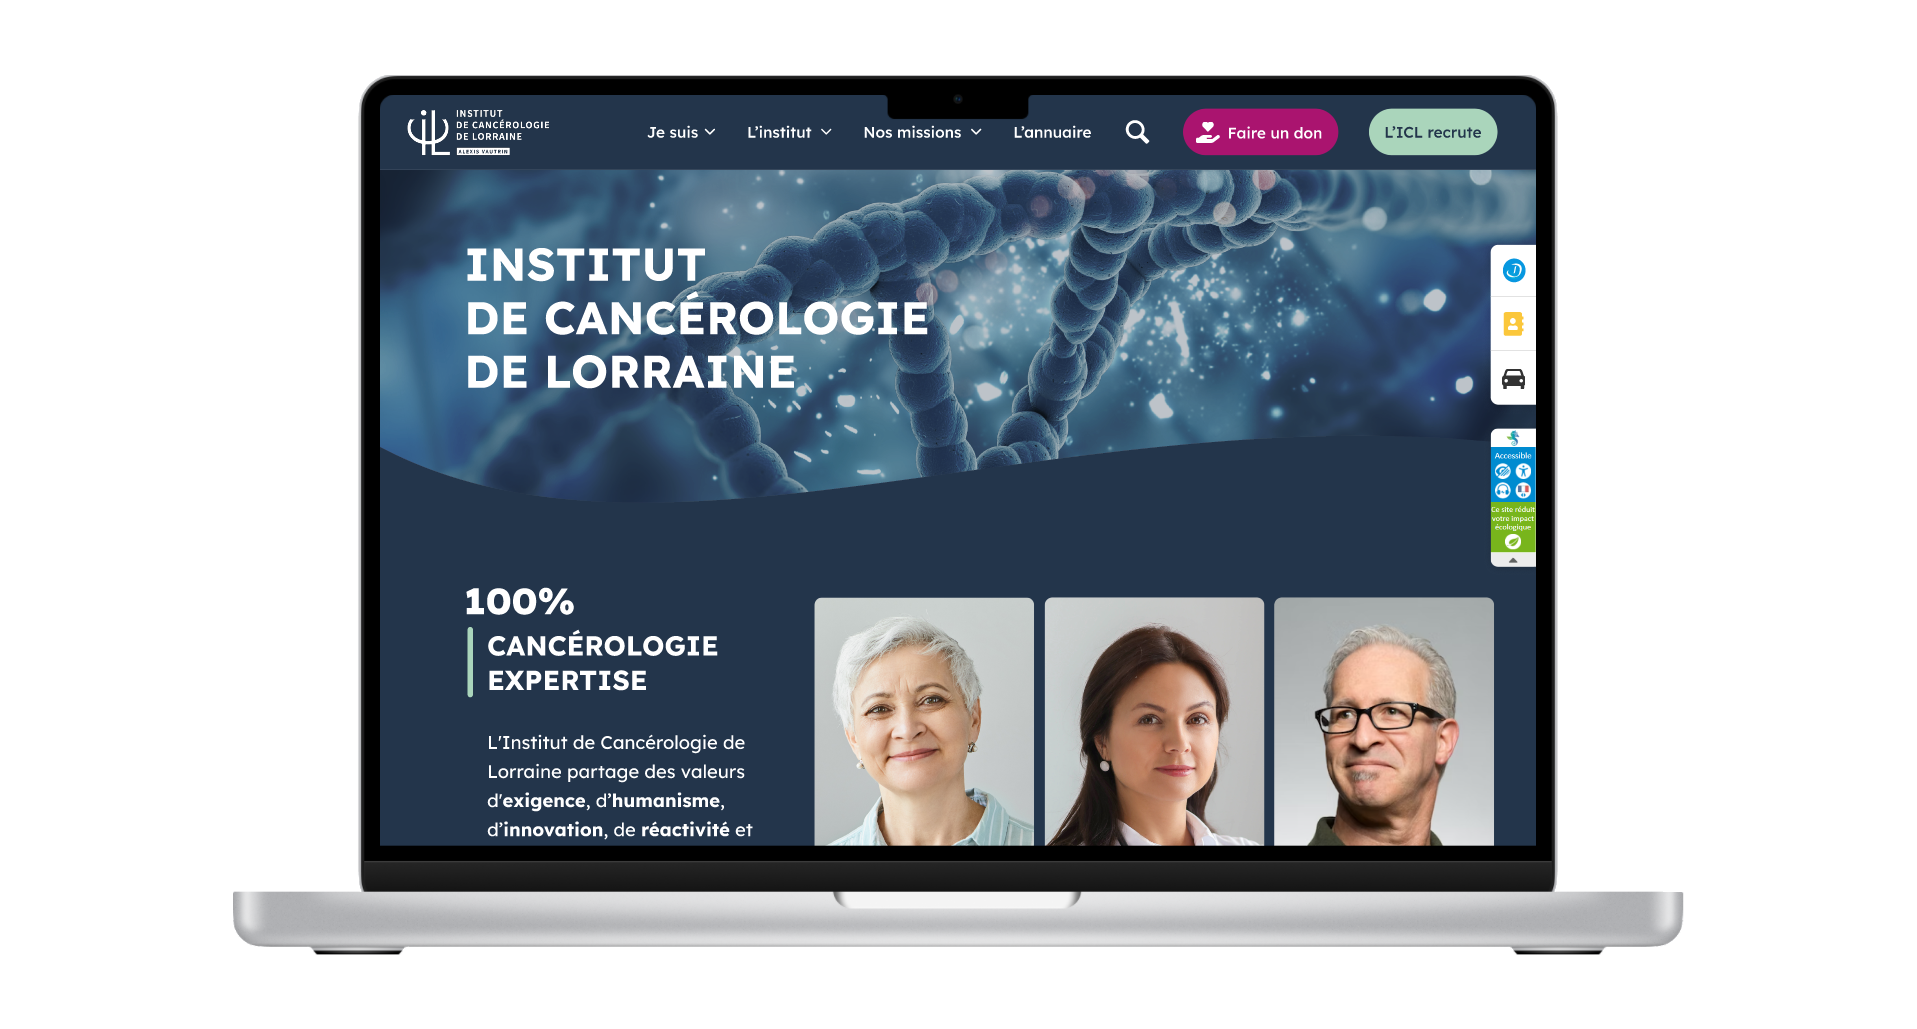 INSTITUT
DE CANCÉROLOGIE
DE LORRAINE
ALEXIS VAUTRIN
Je suis
L'institut
Nos missions
L'annuaire
Faire un don
L'ICL recrute
INSTITUT
DE CANCÉROLOGIE
DE LORRAINE
Accessible
Ce site réduit
votre impact
écologique
100%
CANCÉROLOGIE
EXPERTISE
L'Institut de Cancérologie de
Lorraine partage des valeurs
d'exigence, d'humanisme,
d'innovation, de réactivité et